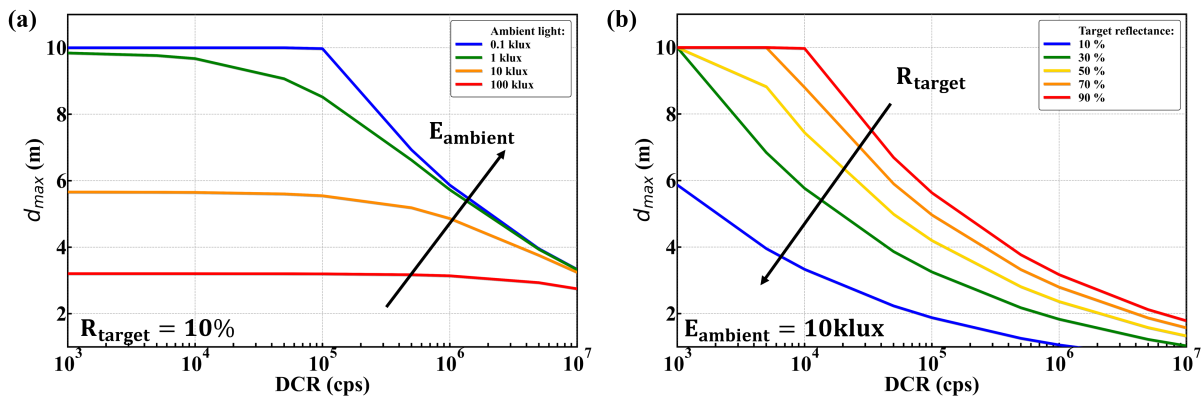 (a)
Ambient light:
0.1 klux
1 klux
10 klux
100 klux
E_ambient
R_target = 10%
d_max (m)
10
8
6
4
2
10^3
10^4
10^5
10^6
10^7
DCR (cps)
(b)
Target reflectance:
10 %
30 %
50 %
70 %
90 %
R_target
E_ambient = 10klux
d_max (m)
10
8
6
4
2
10^3
10^4
10^5
10^6
10^7
DCR (cps)